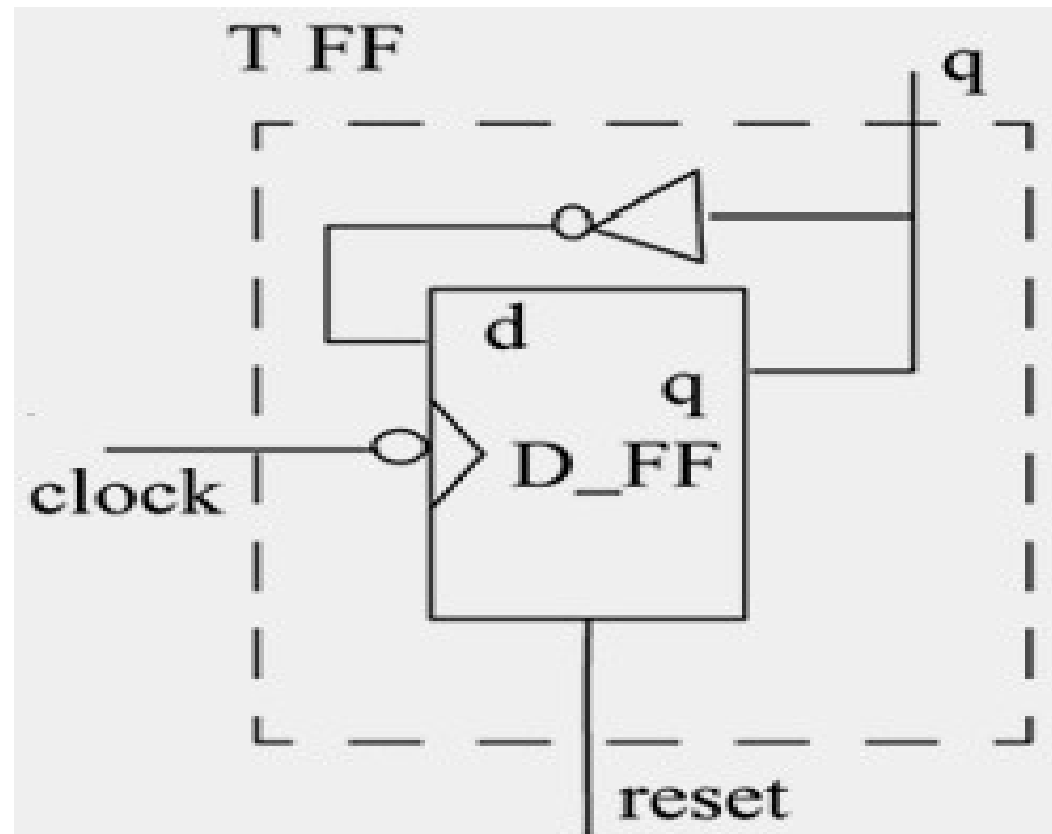 T FF
q
d
q
D_FF
clock
reset